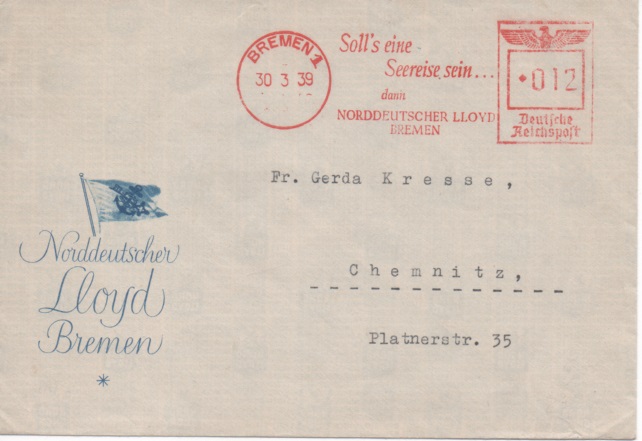 BREMEN 1
30 3 39
Soll's eine
Seereise sein...
dann
NORDDEUTSCHER LLOYD
BREMEN
012
Deutsche
Reichspost
Fr. Gerda Kresse,
Chemnitz,
Platnerstr. 35
Norddeutscher
Lloyd
Bremen